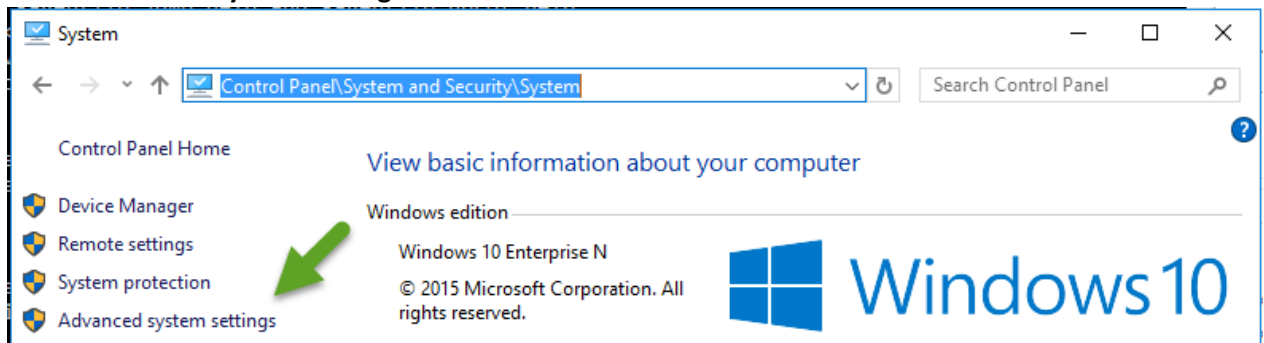 System
Control Panel\System and Security\System
Search Control Panel
?
Control Panel Home
View basic information about your computer
Device Manager
Windows edition
Remote settings
Windows 10 Enterprise N
System protection
© 2015 Microsoft Corporation. All
rights reserved.
Advanced system settings
Windows 10